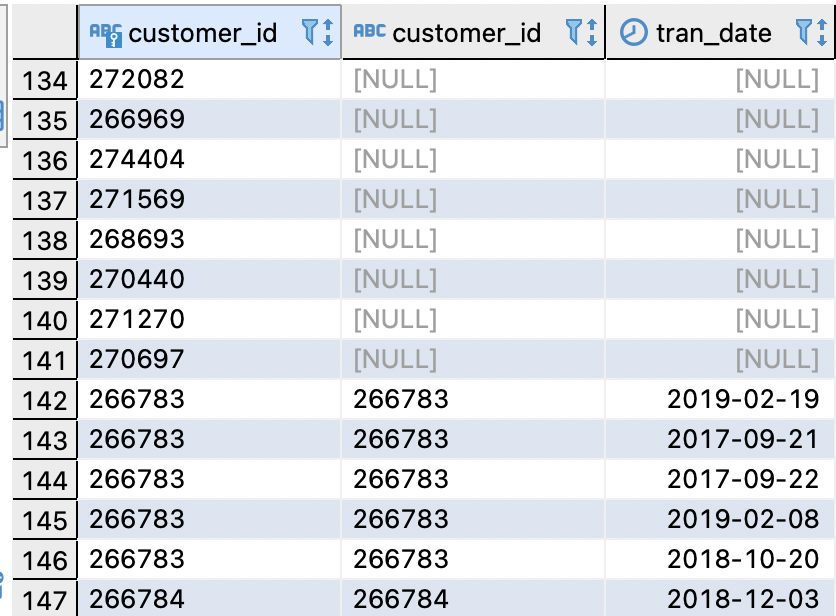 ABC customer_id ABC customer_id tran_date
134 272082 [NULL] [NULL]
135 266969 [NULL] [NULL]
136 274404 [NULL] [NULL]
137 271569 [NULL] [NULL]
138 268693 [NULL] [NULL]
139 270440 [NULL] [NULL]
140 271270 [NULL] [NULL]
141 270697 [NULL] [NULL]
142 266783 266783 2019-02-19
143 266783 266783 2017-09-21
144 266783 266783 2017-09-22
145 266783 266783 2019-02-08
146 266783 266783 2018-10-20
147 266784 266784 2018-12-03